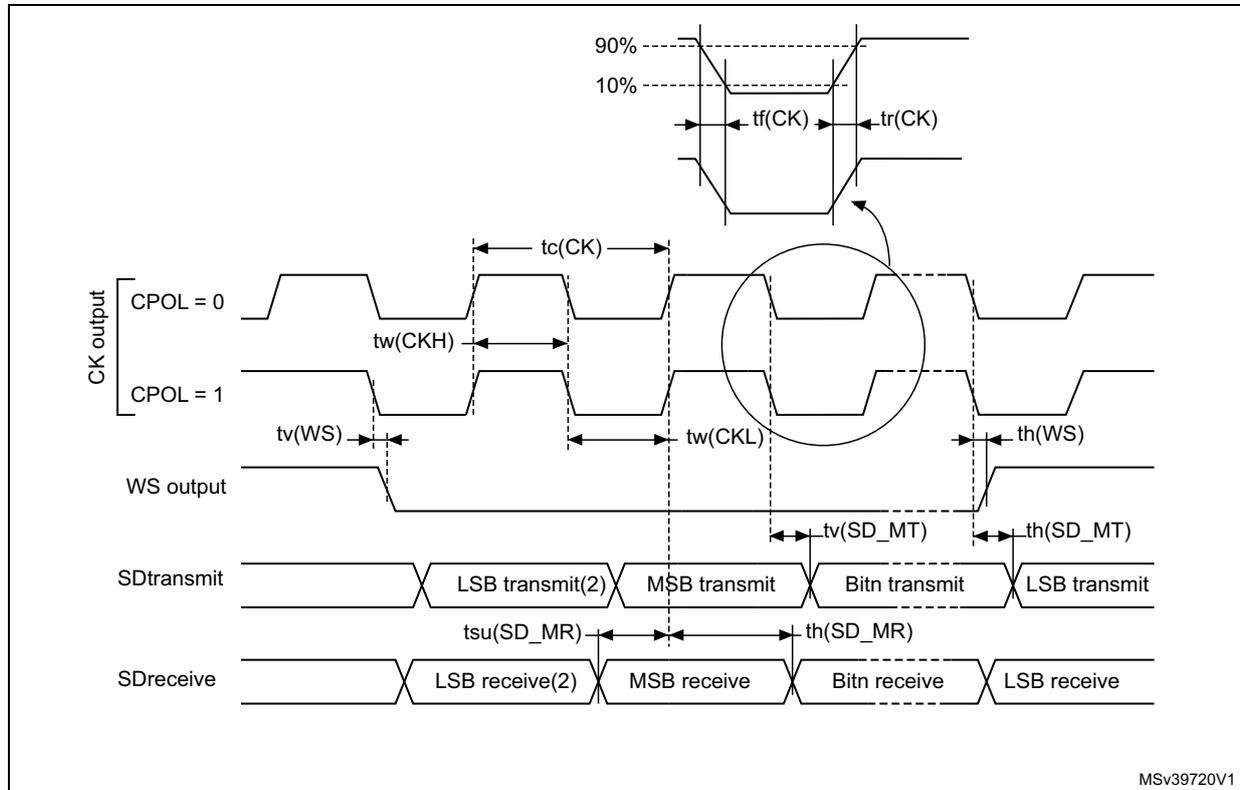 90%
10%
tf(CK)
tr(CK)
tc(CK)
CK output
CPOL = 0
tw(CKH)
CPOL = 1
tv(WS)
tw(CKL)
th(WS)
WS output
tv(SD_MT)
th(SD_MT)
SDtransmit
LSB transmit(2)
MSB transmit
Bitn transmit
LSB transmit
tsu(SD_MR)
th(SD_MR)
SDreceive
LSB receive(2)
MSB receive
Bitn receive
LSB receive
MSv39720V1